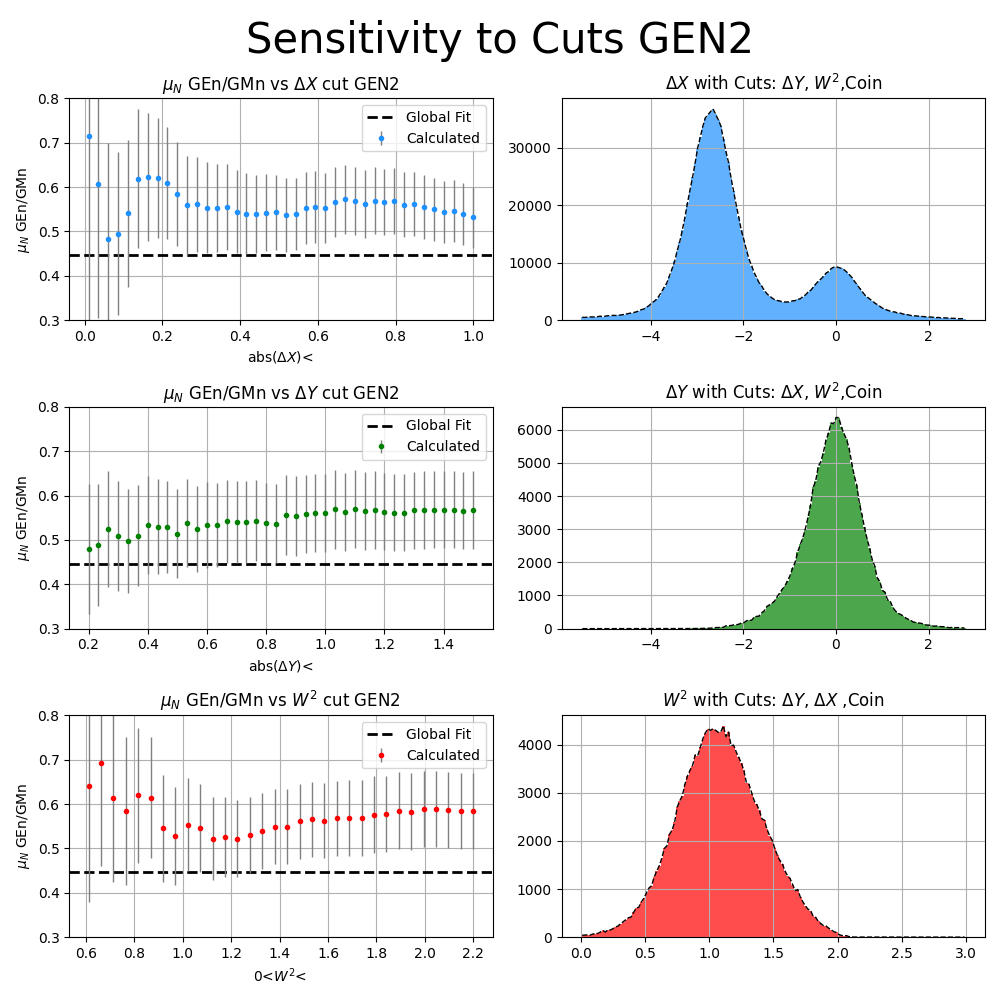 Sensitivity to Cuts GEN2
μ_N GEn/GMn vs ΔX cut GEN2
0.8
0.7
0.6
0.5
0.4
0.3
μ_N GEn/GMn
Global Fit
Calculated
0.0 0.2 0.4 0.6 0.8 1.0
abs(ΔX)<
ΔX with Cuts: ΔY, W²,Coin
30000
20000
10000
0
−4 −2 0 2
μ_N GEn/GMn vs ΔY cut GEN2
0.8
0.7
0.6
0.5
0.4
0.3
μ_N GEn/GMn
Global Fit
Calculated
0.2 0.4 0.6 0.8 1.0 1.2 1.4
abs(ΔY)<
ΔY with Cuts: ΔX, W²,Coin
6000
5000
4000
3000
2000
1000
0
−4 −2 0 2
μ_N GEn/GMn vs W² cut GEN2
0.8
0.7
0.6
0.5
0.4
0.3
μ_N GEn/GMn
Global Fit
Calculated
0.6 0.8 1.0 1.2 1.4 1.6 1.8 2.0 2.2
0<W²<
W² with Cuts: ΔY, ΔX ,Coin
4000
3000
2000
1000
0
0.0 0.5 1.0 1.5 2.0 2.5 3.0